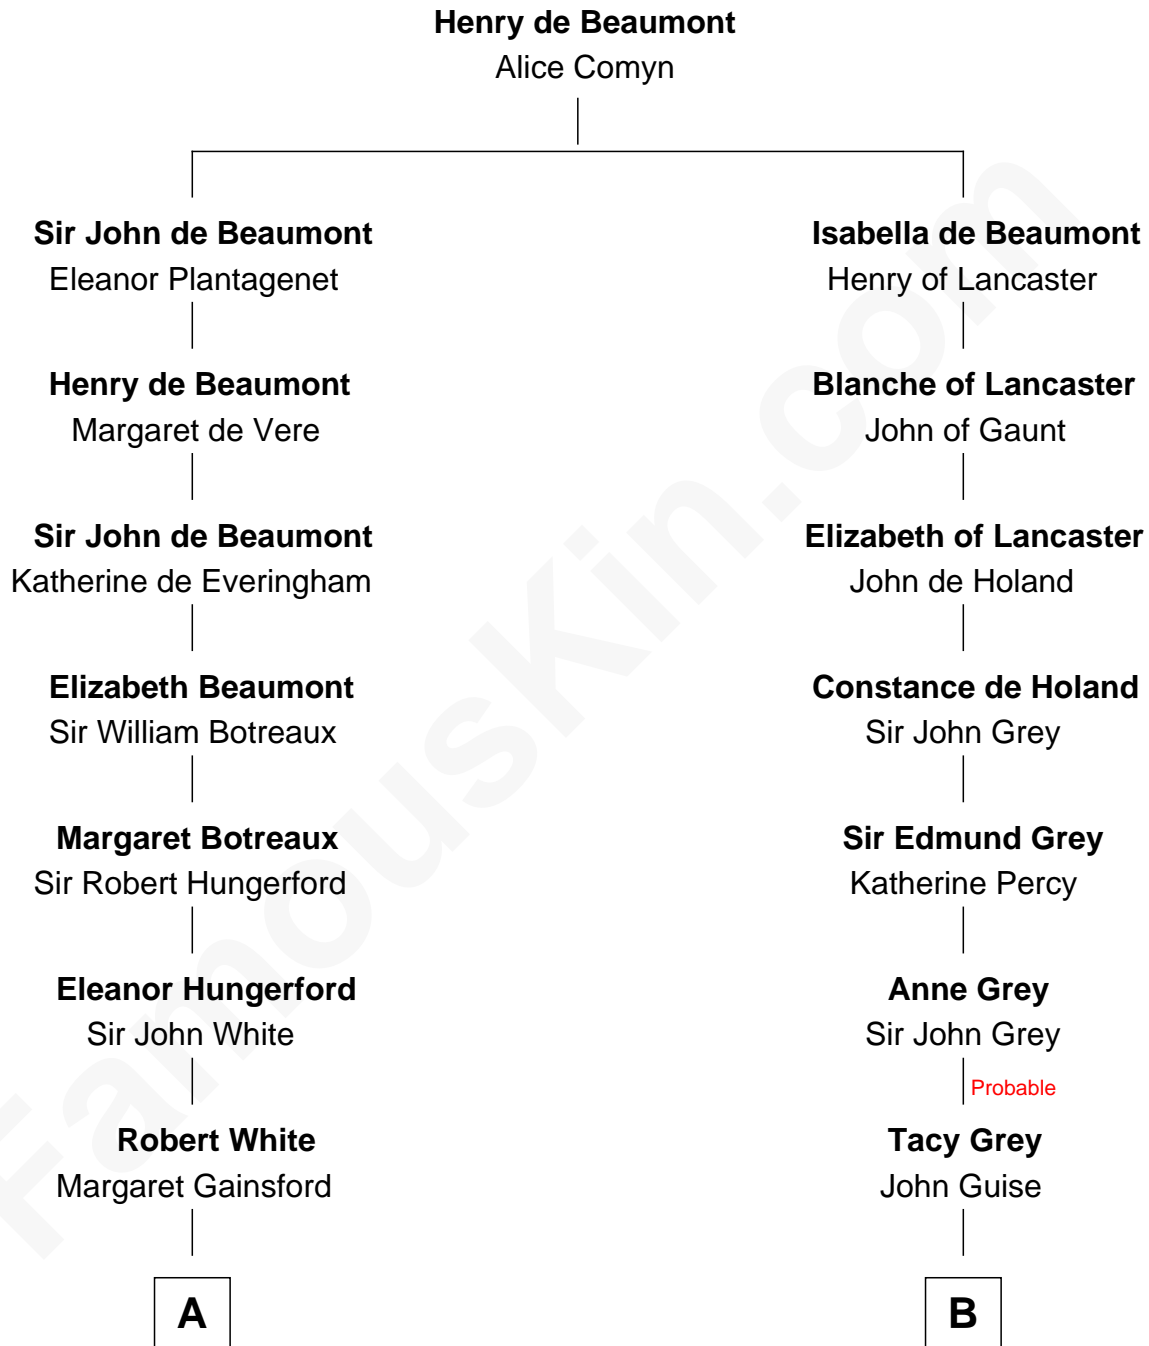 Henry de Beaumont
Alice Comyn
Sir John de Beaumont
Eleanor Plantagenet
Isabella de Beaumont
Henry of Lancaster
Henry de Beaumont
Margaret de Vere
Blanche of Lancaster
John of Gaunt
Sir John de Beaumont
Katherine de Everingham
Elizabeth of Lancaster
John de Holand
Elizabeth Beaumont
Sir William Botreaux
Constance de Holand
Sir John Grey
Margaret Botreaux
Sir Robert Hungerford
Sir Edmund Grey
Katherine Percy
Eleanor Hungerford
Sir John White
Anne Grey
Sir John Grey
Probable
Robert White
Margaret Gainsford
Tacy Grey
John Guise
A
B
FamousKin.com